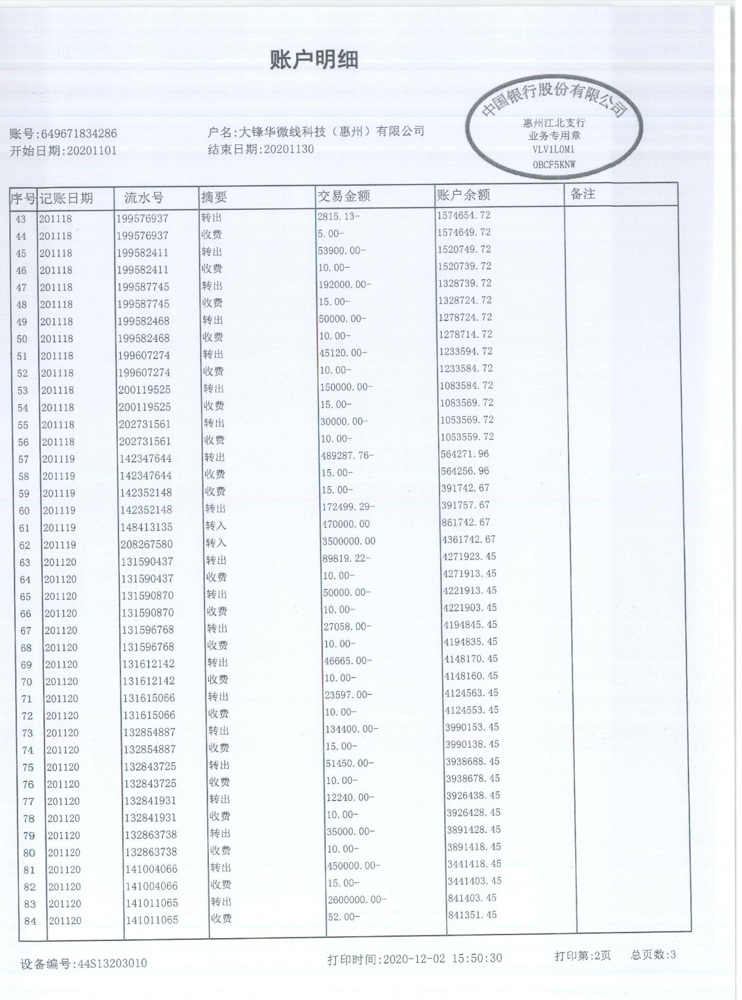 账户明细
中国银行股份有限公司
惠州江北支行
业务专用章
VLV1L0M1
0BCF5KNW
账号:649671834286 户名:大锋华微线科技（惠州）有限公司
开始日期:20201101 结束日期:20201130
序号 记账日期 流水号 摘要 交易金额 账户余额 备注
43 201118 199576937 转出 2815.13- 1574654.72
44 201118 199576937 收费 5.00- 1574649.72
45 201118 199582411 转出 53900.00- 1520749.72
46 201118 199582411 收费 10.00- 1520739.72
47 201118 199587745 转出 192000.00- 1328739.72
48 201118 199587745 收费 15.00- 1328724.72
49 201118 199582468 转出 50000.00- 1278724.72
50 201118 199582468 收费 10.00- 1278714.72
51 201118 199607274 转出 45120.00- 1233594.72
52 201118 199607274 收费 10.00- 1233584.72
53 201118 200119525 转出 150000.00- 1083584.72
54 201118 200119525 收费 15.00- 1083569.72
55 201118 202731561 转出 30000.00- 1053569.72
56 201118 202731561 收费 10.00- 1053559.72
57 201119 142347644 转出 489287.76- 564271.96
58 201119 142347644 收费 15.00- 564256.96
59 201119 142352148 收费 15.00- 391742.67
60 201119 142352148 转出 172499.29- 391757.67
61 201119 148413135 转入 470000.00 861742.67
62 201119 208267580 转入 3500000.00 4361742.67
63 201120 131590437 转出 89819.22- 4271923.45
64 201120 131590437 收费 10.00- 4271913.45
65 201120 131590870 转出 50000.00- 4221913.45
66 201120 131590870 收费 10.00- 4221903.45
67 201120 131596768 转出 27058.00- 4194845.45
68 201120 131596768 收费 10.00- 4194835.45
69 201120 131612142 转出 46665.00- 4148170.45
70 201120 131612142 收费 10.00- 4148160.45
71 201120 131615066 转出 23597.00- 4124563.45
72 201120 131615066 收费 10.00- 4124553.45
73 201120 132854887 转出 134400.00- 3990153.45
74 201120 132854887 收费 15.00- 3990138.45
75 201120 132843725 转出 51450.00- 3938688.45
76 201120 132843725 收费 10.00- 3938678.45
77 201120 132841931 转出 12240.00- 3926438.45
78 201120 132841931 收费 10.00- 3926428.45
79 201120 132863738 转出 35000.00- 3891428.45
80 201120 132863738 收费 10.00- 3891418.45
81 201120 141004066 转出 450000.00- 3441418.45
82 201120 141004066 收费 15.00- 3441403.45
83 201120 141011065 转出 2600000.00- 841403.45
84 201120 141011065 收费 52.00- 841351.45
设备编号:44S13203010 打印时间:2020-12-02 15:50:30 打印第:2页 总页数:3